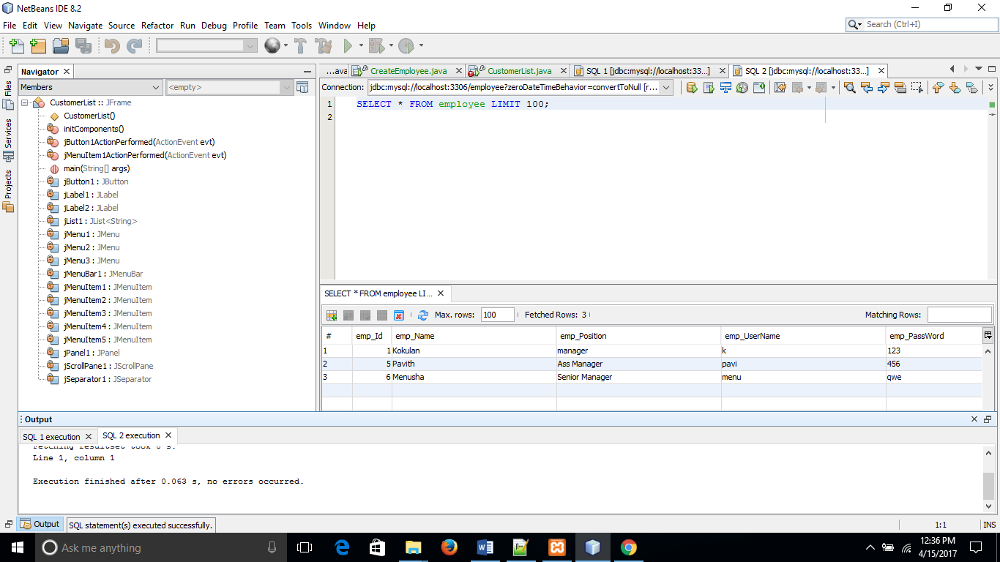 NetBeans IDE 8.2
File Edit View Navigate Source Refactor Run Debug Profile Team Tools Window Help
Search (Ctrl+I)
Files
Services
Projects
Navigator
Members
<empty>
CustomerList :: JFrame
CustomerList()
initComponents()
jButton1ActionPerformed(ActionEvent evt)
jMenuItem1ActionPerformed(ActionEvent evt)
main(String[] args)
jButton1 : JButton
jLabel1 : JLabel
jLabel2 : JLabel
jList1 : JList<String>
jMenu1 : JMenu
jMenu2 : JMenu
jMenu3 : JMenu
jMenuBar1 : JMenuBar
jMenuItem1 : JMenuItem
jMenuItem2 : JMenuItem
jMenuItem3 : JMenuItem
jMenuItem4 : JMenuItem
jMenuItem5 : JMenuItem
jPanel1 : JPanel
jScrollPane1 : JScrollPane
jSeparator1 : JSeparator
...ava CreateEmployee.java CustomerList.java SQL 1 [jdbc:mysql://localhost:33...] SQL 2 [jdbc:mysql://localhost:33...]
Connection: jdbc:mysql://localhost:3306/employee?zeroDateTimeBehavior=convertToNull [r...
1 SELECT * FROM employee LIMIT 100;
2
SELECT * FROM employee LI...
Max. rows: 100 Fetched Rows: 3 Matching Rows:
# emp_Id emp_Name emp_Position emp_UserName emp_PassWord
1 1 Kokulan manager k 123
2 5 Pavith Ass Manager pavi 456
3 6 Menusha Senior Manager menu qwe
Output
SQL 1 execution SQL 2 execution
Fetching resultset took 0 s.
Line 1, column 1
Execution finished after 0.063 s, no errors occurred.
Output SQL statement(s) executed successfully. 1:1 INS
Ask me anything
12:36 PM
4/15/2017